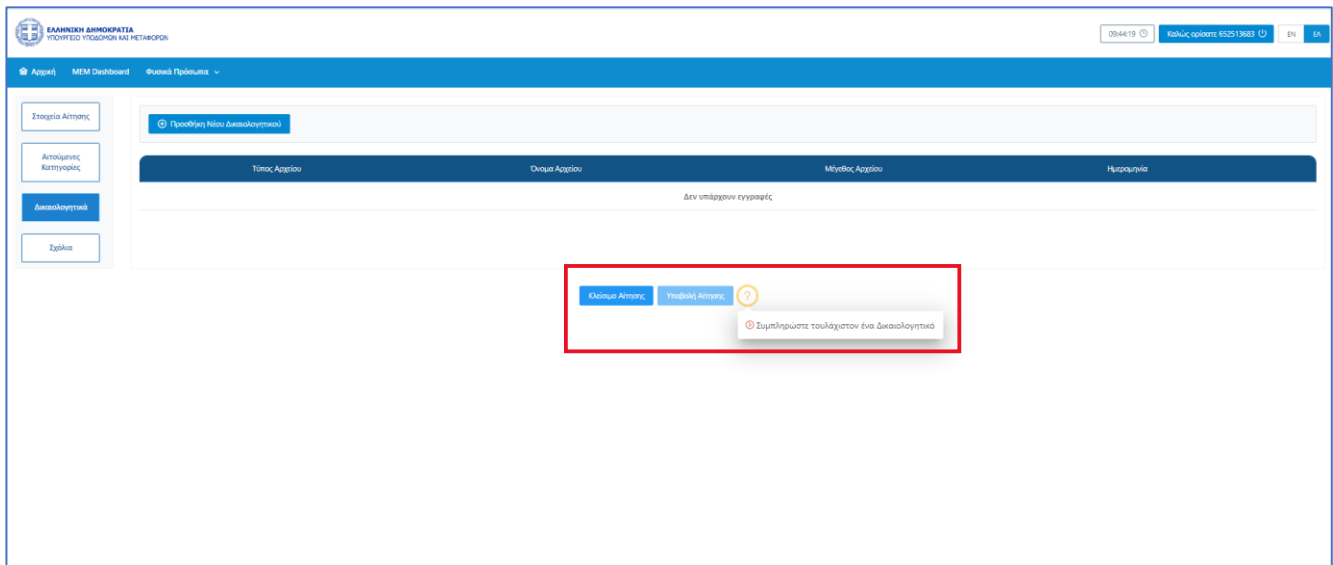 ΕΛΛΗΝΙΚΗ ΔΗΜΟΚΡΑΤΙΑ
ΥΠΟΥΡΓΕΙΟ ΥΠΟΔΟΜΩΝ ΚΑΙ ΜΕΤΑΦΟΡΩΝ
09:44:19
Καλώς ορίσατε 652513683
EN ΕΛ
Αρχική MEM Dashboard Φυσικά Πρόσωπα
Στοιχεία Αίτησης
Προσθήκη Νέου Δικαιολογητικού
Αιτούμενες
Κατηγορίες
Τύπος Αρχείου Όνομα Αρχείου Μέγεθος Αρχείου Ημερομηνία
Δεν υπάρχουν εγγραφές
Δικαιολογητικά
Σχόλια
Κλείσιμο Αίτησης Υποβολή Αίτησης ?
Συμπληρώστε τουλάχιστον ένα Δικαιολογητικό